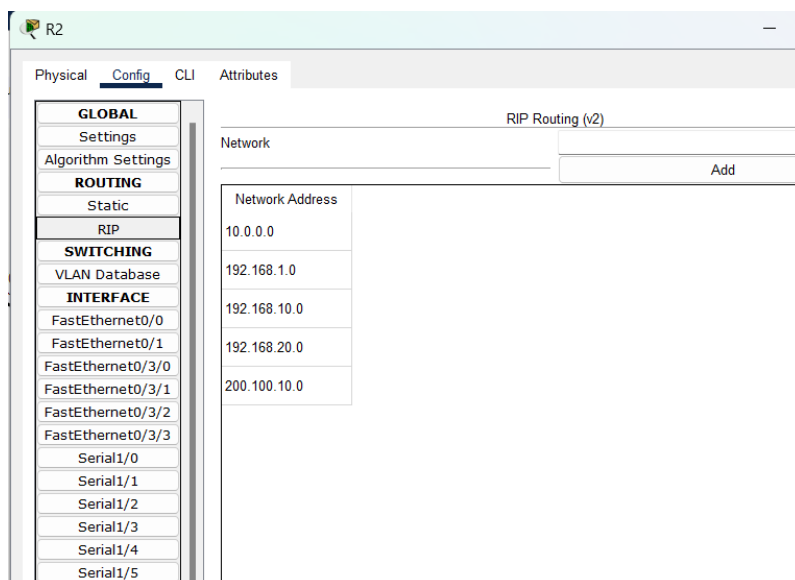 R2
Physical Config CLI Attributes
GLOBAL
Settings
Algorithm Settings
ROUTING
Static
RIP
SWITCHING
VLAN Database
INTERFACE
FastEthernet0/0
FastEthernet0/1
FastEthernet0/3/0
FastEthernet0/3/1
FastEthernet0/3/2
FastEthernet0/3/3
Serial1/0
Serial1/1
Serial1/2
Serial1/3
Serial1/4
Serial1/5
RIP Routing (v2)
Network
Add
Network Address
10.0.0.0
192.168.1.0
192.168.10.0
192.168.20.0
200.100.10.0